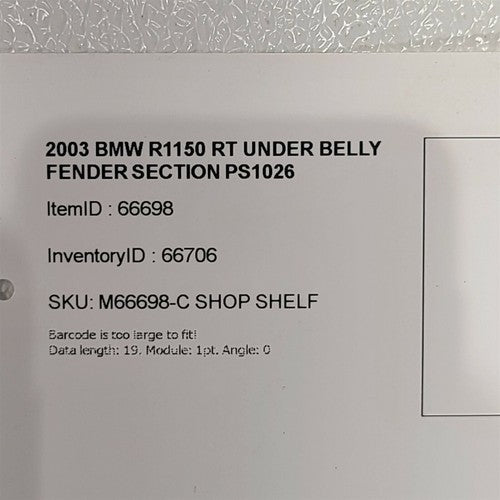 2003 BMW R1150 RT UNDER BELLY
FENDER SECTION PS1026
ItemID : 66698
InventoryID : 66706
SKU: M66698-C SHOP SHELF
Barcode is too large to fit!
Data length: 19, Module: 1pt. Angle: 0